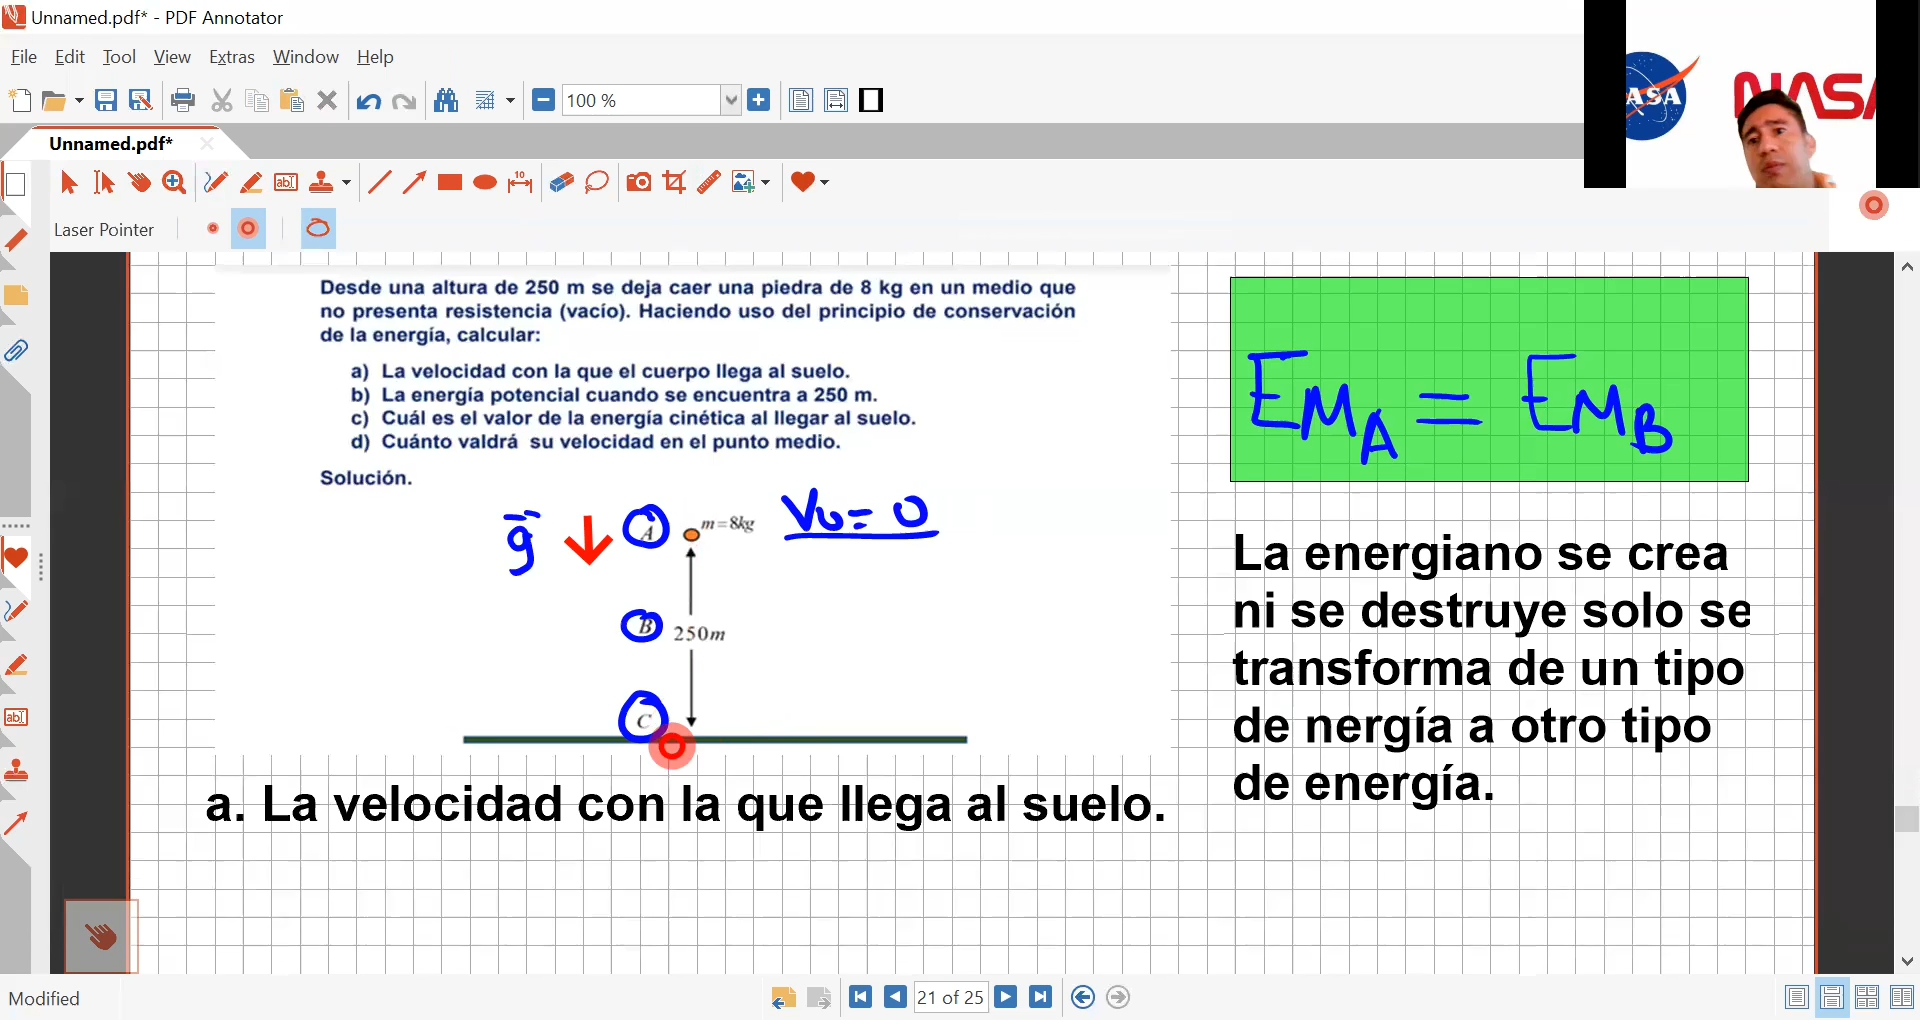 Unnamed.pdf* - PDF Annotator
File Edit Tool View Extras Window Help
100 %
Unnamed.pdf*
Laser Pointer
NASA
Desde una altura de 250 m se deja caer una piedra de 8 kg en un medio que
no presenta resistencia (vacío). Haciendo uso del principio de conservación
de la energía, calcular:
a) La velocidad con la que el cuerpo llega al suelo.
b) La energía potencial cuando se encuentra a 250 m.
c) Cuál es el valor de la energía cinética al llegar al suelo.
d) Cuánto valdrá su velocidad en el punto medio.
Solución.
g A m=8kg Vo=0
B 250m
C
a. La velocidad con la que llega al suelo.
EMA = EMB
La energiano se crea
ni se destruye solo se
transforma de un tipo
de nergía a otro tipo
de energía.
Modified
21 of 25